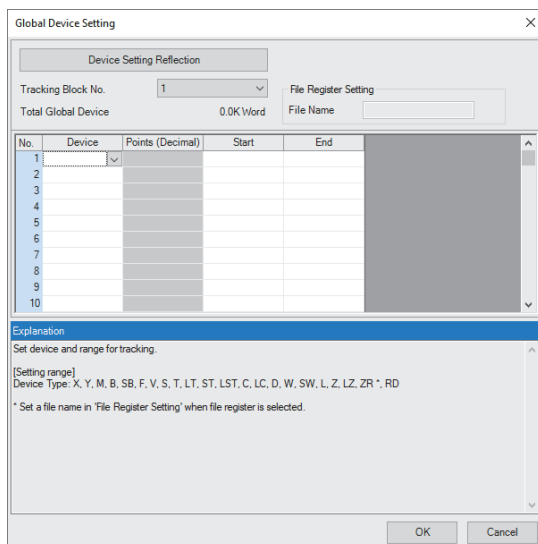 Global Device Setting
Device Setting Reflection
Tracking Block No. 1
File Register Setting
Total Global Device 0.0K Word
File Name
No. Device Points (Decimal) Start End
1
2
3
4
5
6
7
8
9
10
Explanation
Set device and range for tracking.
[Setting range]
Device Type: X, Y, M, B, SB, F, V, S, T, LT, ST, LST, C, LC, D, W, SW, L, Z, LZ, ZR *, RD
* Set a file name in 'File Register Setting' when file register is selected.
OK Cancel